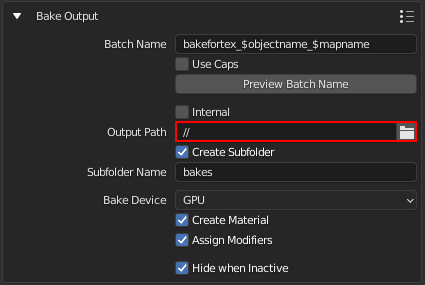 Bake Output
Batch Name bakefortex_$objectname_$mapname
Use Caps
Preview Batch Name
Internal
Output Path //
Create Subfolder
Subfolder Name bakes
Bake Device GPU
Create Material
Assign Modifiers
Hide when Inactive